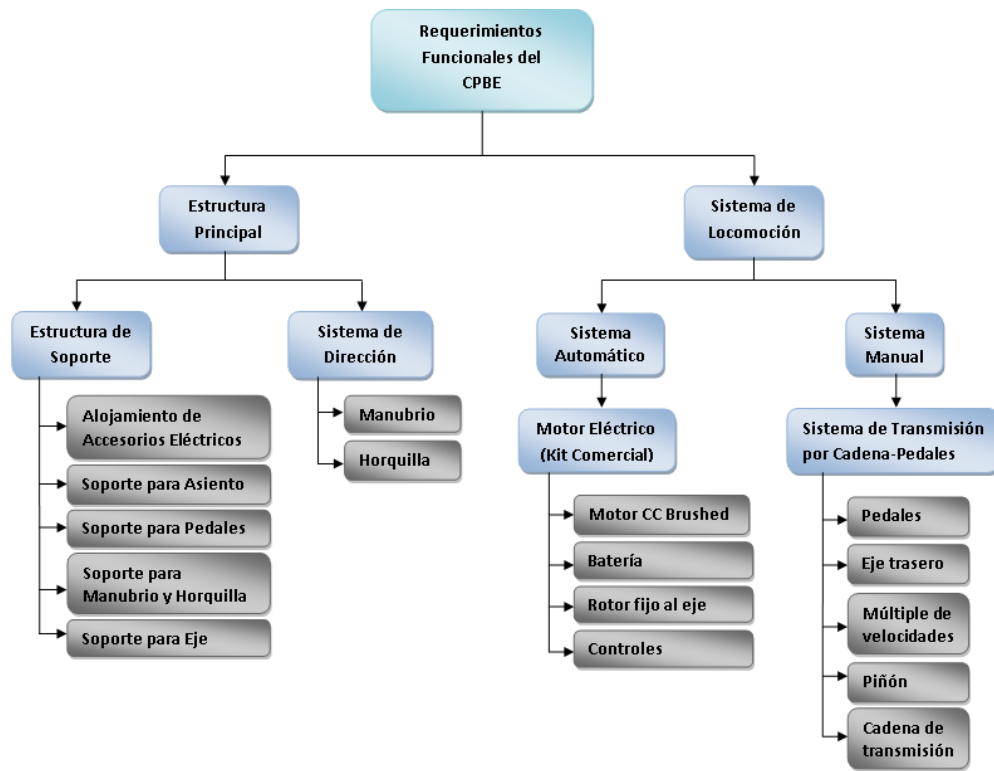 Requerimientos
Funcionales del
CPBE
Estructura
Principal
Sistema de
Locomoción
Estructura de
Soporte
Sistema de
Dirección
Sistema
Automático
Sistema
Manual
Alojamiento de
Accesorios Eléctricos
Soporte para Asiento
Soporte para Pedales
Soporte para
Manubrio y Horquilla
Soporte para Eje
Manubrio
Horquilla
Motor Eléctrico
(Kit Comercial)
Motor CC Brushed
Batería
Rotor fijo al eje
Controles
Sistema de Transmisión
por Cadena-Pedales
Pedales
Eje trasero
Múltiple de
velocidades
Piñón
Cadena de
transmisión